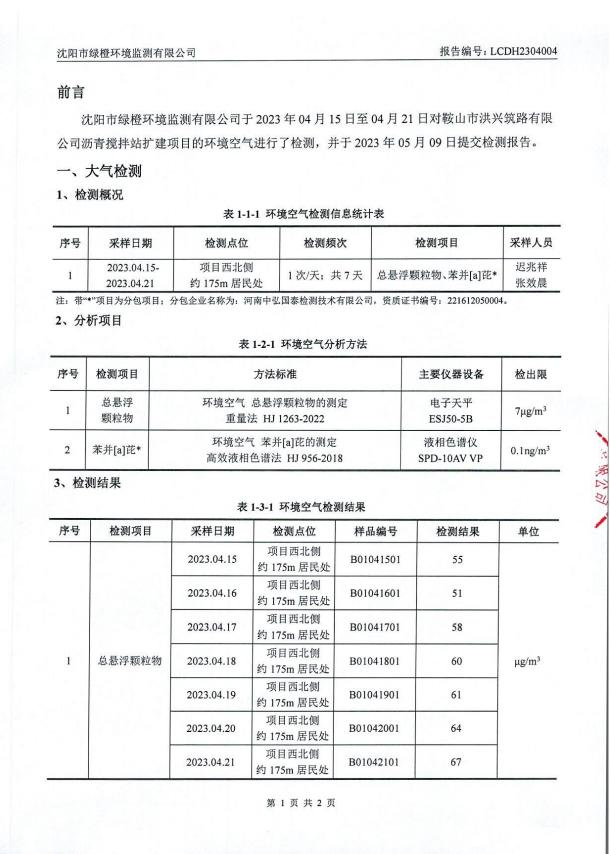 沈阳市绿橙环境监测有限公司 报告编号：LCDH2304004
前言
沈阳市绿橙环境监测有限公司于 2023 年 04 月 15 日至 04 月 21 日对鞍山市洪兴筑路有限
公司沥青搅拌站扩建项目的环境空气进行了检测，并于 2023 年 05 月 09 日提交检测报告。
一、大气检测
1、检测概况
表 1-1-1 环境空气检测信息统计表
序号 采样日期 检测点位 检测频次 检测项目 采样人员
1 2023.04.15-2023.04.21 项目西北侧约 175m 居民处 1 次/天；共 7 天 总悬浮颗粒物、苯并[a]芘* 迟兆祥 张效晨
注：带“*”项目为分包项目；分包企业名称为：河南中弘国泰检测技术有限公司，资质证书编号：221612050004。
2、分析项目
表 1-2-1 环境空气分析方法
序号 检测项目 方法标准 主要仪器设备 检出限
1 总悬浮颗粒物 环境空气 总悬浮颗粒物的测定 重量法 HJ 1263-2022 电子天平 ESJ50-5B 7μg/m³
2 苯并[a]芘* 环境空气 苯并[a]芘的测定 高效液相色谱法 HJ 956-2018 液相色谱仪 SPD-10AV VP 0.1ng/m³
3、检测结果
表 1-3-1 环境空气检测结果
序号 检测项目 采样日期 检测点位 样品编号 检测结果 单位
1 总悬浮颗粒物 μg/m³
2023.04.15 项目西北侧约 175m 居民处 B01041501 55
2023.04.16 项目西北侧约 175m 居民处 B01041601 51
2023.04.17 项目西北侧约 175m 居民处 B01041701 58
2023.04.18 项目西北侧约 175m 居民处 B01041801 60
2023.04.19 项目西北侧约 175m 居民处 B01041901 61
2023.04.20 项目西北侧约 175m 居民处 B01042001 64
2023.04.21 项目西北侧约 175m 居民处 B01042101 67
第 1 页 共 2 页